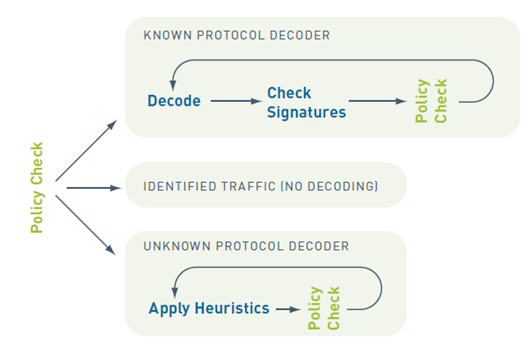 KNOWN PROTOCOL DECODER
Decode
Check
Signatures
Policy
Check
Policy Check
IDENTIFIED TRAFFIC (NO DECODING)
UNKNOWN PROTOCOL DECODER
Apply Heuristics
Policy
Check